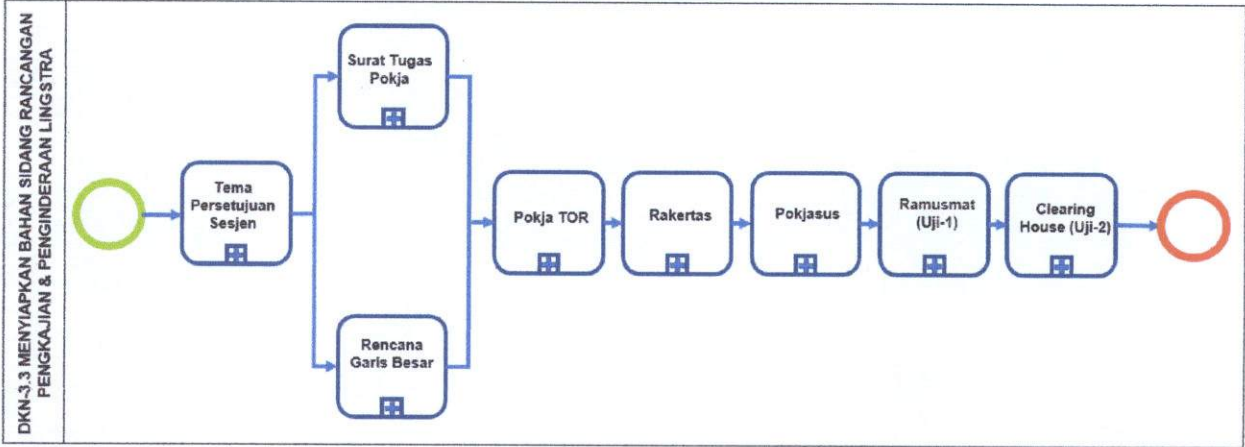 DKN-3.3 MENYIAPKAN BAHAN SIDANG RANCANGAN
PENGKAJIAN & PENGINDERAAN LINGSTRA
Tema
Persetujuan
Sesjen
Surat Tugas
Pokja
Rencana
Garis Besar
Pokja TOR
Rakertas
Pokjasus
Ramusmat
(Uji-1)
Clearing
House (Uji-2)